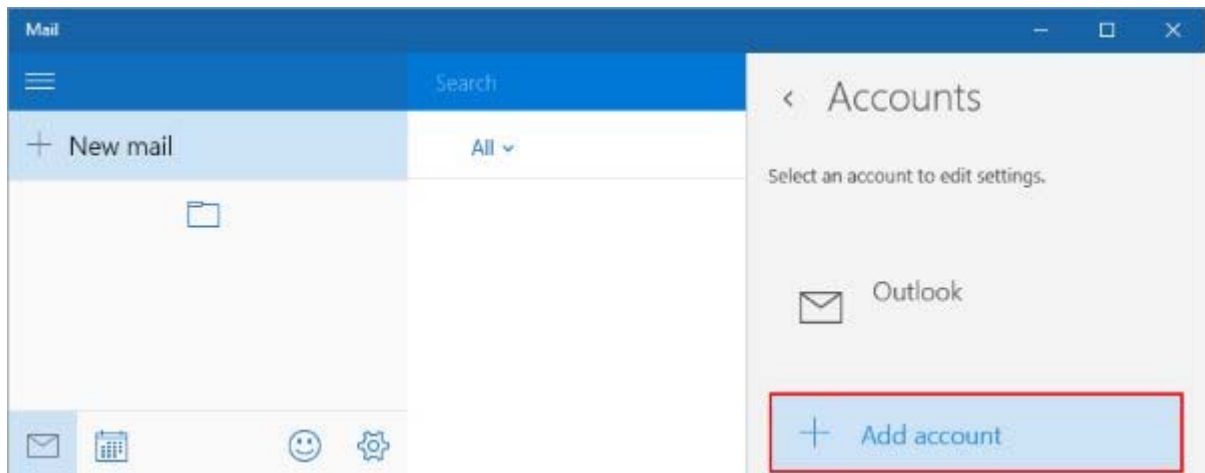 Mail
Search
Accounts
New mail
All
Select an account to edit settings.
Outlook
Add account